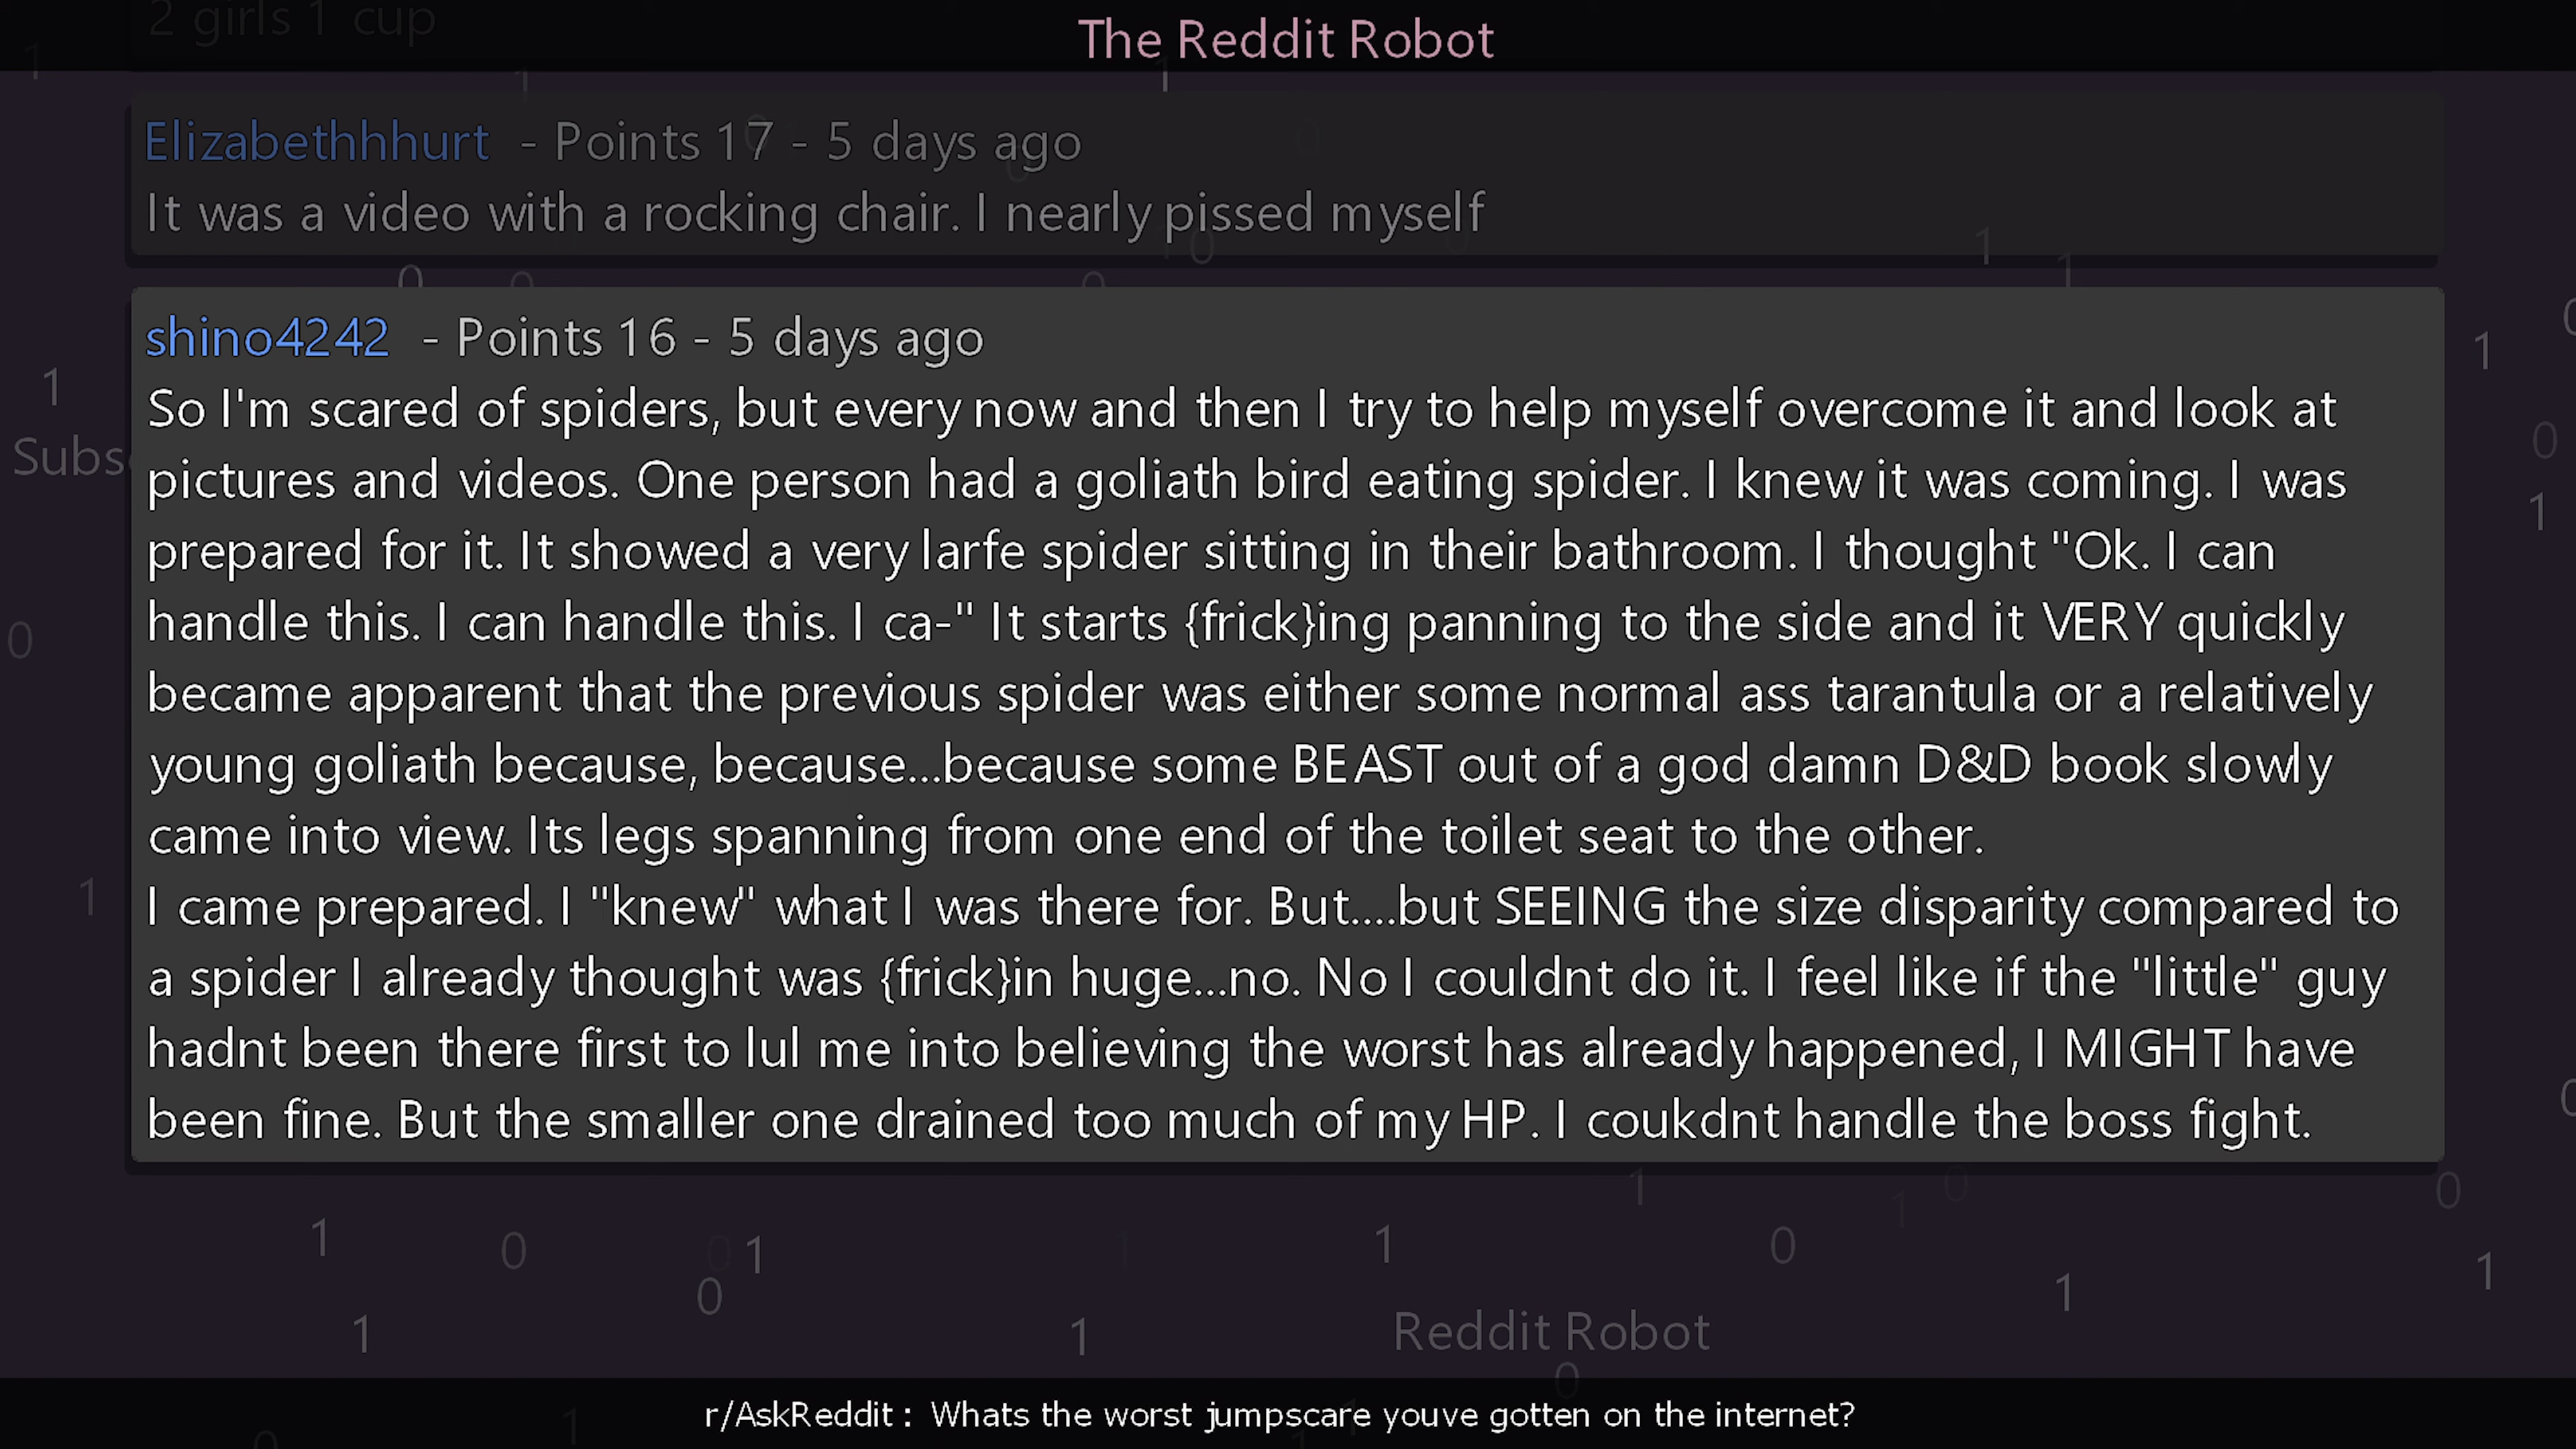 2 girls 1 cup
The Reddit Robot
Elizabethhhurt - Points 17 - 5 days ago
It was a video with a rocking chair. I nearly pissed myself
shino4242 - Points 16 - 5 days ago
So I'm scared of spiders, but every now and then I try to help myself overcome it and look at
pictures and videos. One person had a goliath bird eating spider. I knew it was coming. I was
prepared for it. It showed a very larfe spider sitting in their bathroom. I thought "Ok. I can
handle this. I can handle this. I ca-" It starts {frick}ing panning to the side and it VERY quickly
became apparent that the previous spider was either some normal ass tarantula or a relatively
young goliath because, because...because some BEAST out of a god damn D&D book slowly
came into view. Its legs spanning from one end of the toilet seat to the other.
I came prepared. I "knew" what I was there for. But....but SEEING the size disparity compared to
a spider I already thought was {frick}in huge...no. No I couldnt do it. I feel like if the "little" guy
hadnt been there first to lul me into believing the worst has already happened, I MIGHT have
been fine. But the smaller one drained too much of my HP. I coukdnt handle the boss fight.
Subs
Reddit Robot
r/AskReddit : Whats the worst jumpscare youve gotten on the internet?